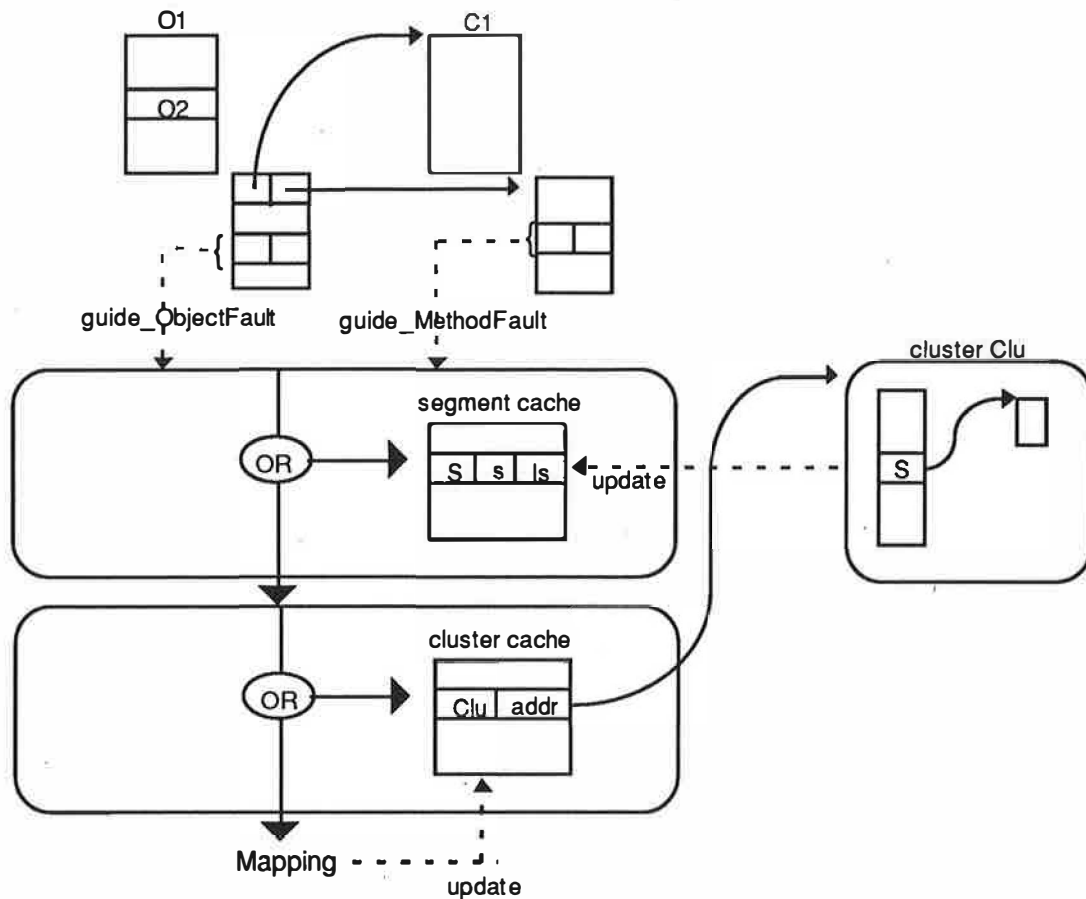 O1
C1
O2
guide_ObjectFault
guide_MethodFault
cluster Clu
segment cache
OR
S s ls
update
S
cluster cache
OR
Clu addr
Mapping
update